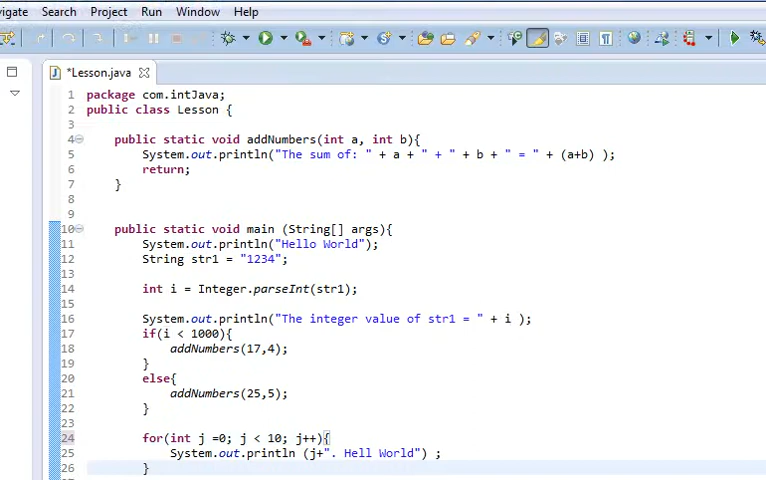 vigate Search Project Run Window Help
*Lesson.java
1 package com.intJava;
2 public class Lesson {
3
4 public static void addNumbers(int a, int b){
5 System.out.println("The sum of: " + a + " + " + b + " = " + (a+b) );
6 return;
7 }
8
9
10 public static void main (String[] args){
11 System.out.println("Hello World");
12 String str1 = "1234";
13
14 int i = Integer.parseInt(str1);
15
16 System.out.println("The integer value of str1 = " + i );
17 if(i < 1000){
18 addNumbers(17,4);
19 }
20 else{
21 addNumbers(25,5);
22 }
23
24 for(int j =0; j < 10; j++){
25 System.out.println (j+". Hell World") ;
26 }